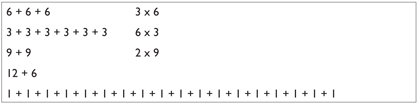 6 + 6 + 6 3 x 6
3 + 3 + 3 + 3 + 3 + 3 6 x 3
9 + 9 2 x 9
12 + 6
1 + 1 + 1 + 1 + 1 + 1 + 1 + 1 + 1 + 1 + 1 + 1 + 1 + 1 + 1 + 1 + 1 + 1